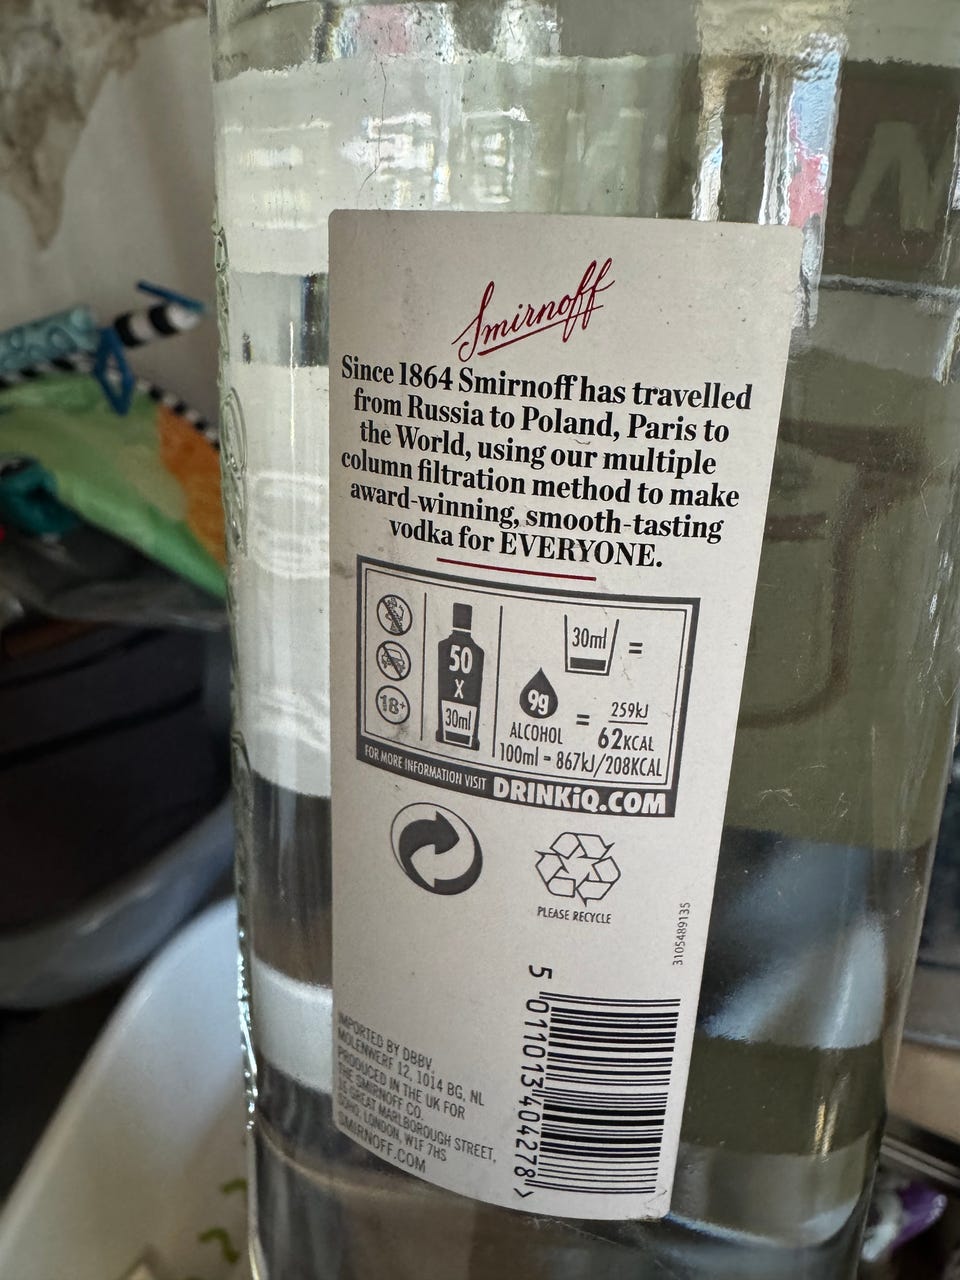 Smirnoff
Since 1864 Smirnoff has travelled
from Russia to Poland, Paris to
the World, using our multiple
column filtration method to make
award-winning, smooth-tasting
vodka for EVERYONE.
18+
50
X
30ml
30ml =
9g
ALCOHOL
= 259kJ
62KCAL
100ml = 867kJ/208KCAL
FOR MORE INFORMATION VISIT DRINKiQ.COM
PLEASE RECYCLE
3105489135
IMPORTED BY DBBV,
MOLENWERF 12, 1014 BG, NL
PRODUCED IN THE UK FOR
THE SMIRNOFF CO.
16 GREAT MARLBOROUGH STREET,
SOHO, LONDON, W1F 7HS
SMIRNOFF.COM
5 011013 404278 >